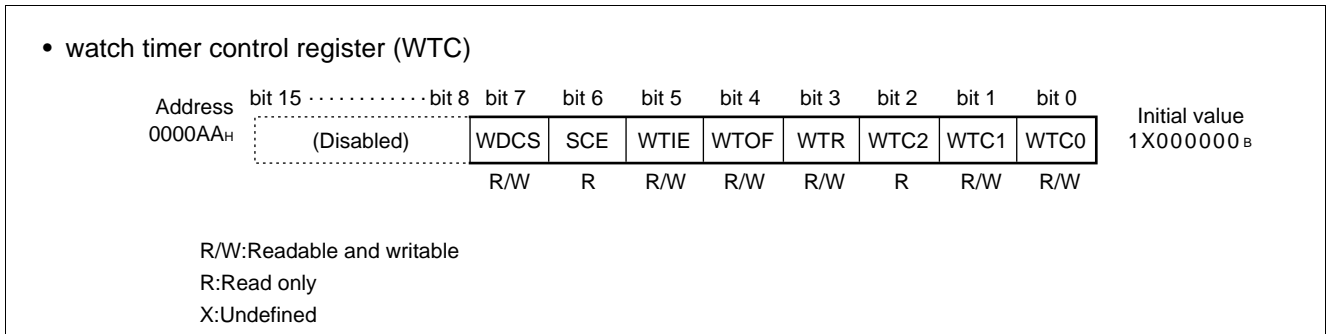 • watch timer control register (WTC)
Address bit 15 ············ bit 8 bit 7 bit 6 bit 5 bit 4 bit 3 bit 2 bit 1 bit 0 Initial value
0000AAH (Disabled) WDCS SCE WTIE WTOF WTR WTC2 WTC1 WTC0 1X000000B
R/W R R/W R/W R/W R R/W R/W
R/W:Readable and writable
R:Read only
X:Undefined